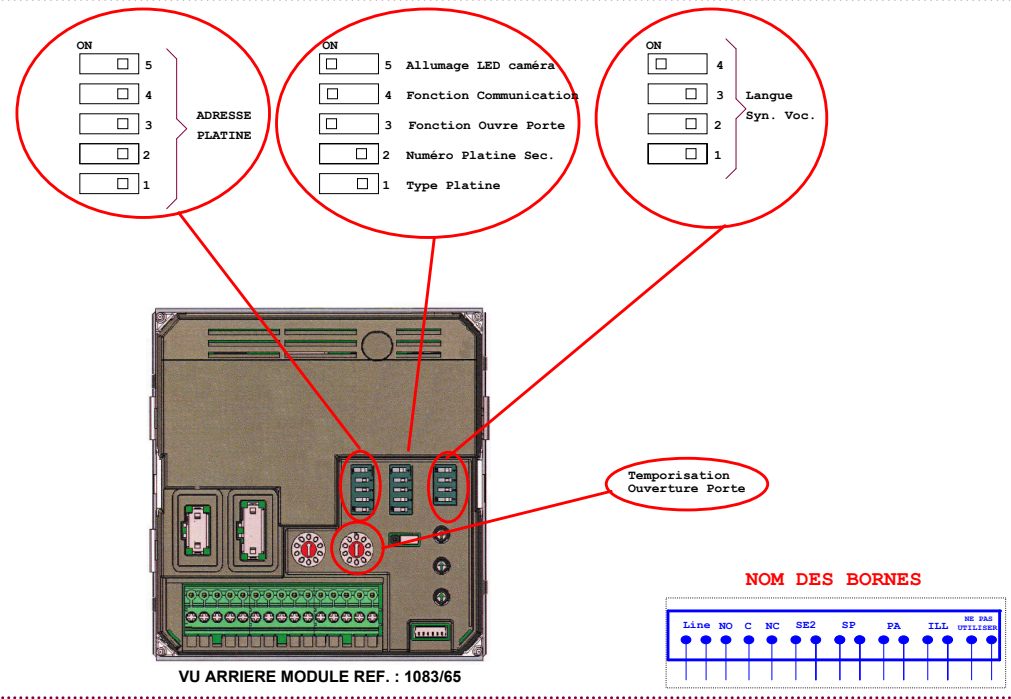 ON
5
4
3
2
1
ADRESSE
PLATINE
ON
5 Allumage LED caméra
4 Fonction Communication
3 Fonction Ouvre Porte
2 Numéro Platine Sec.
1 Type Platine
ON
4
3
2
1
Langue
Syn. Voc.
Temporisation
Ouverture Porte
NOM DES BORNES
Line NO C NC SE2 SP PA ILL NE PAS
UTILISER
VU ARRIERE MODULE REF. : 1083/65